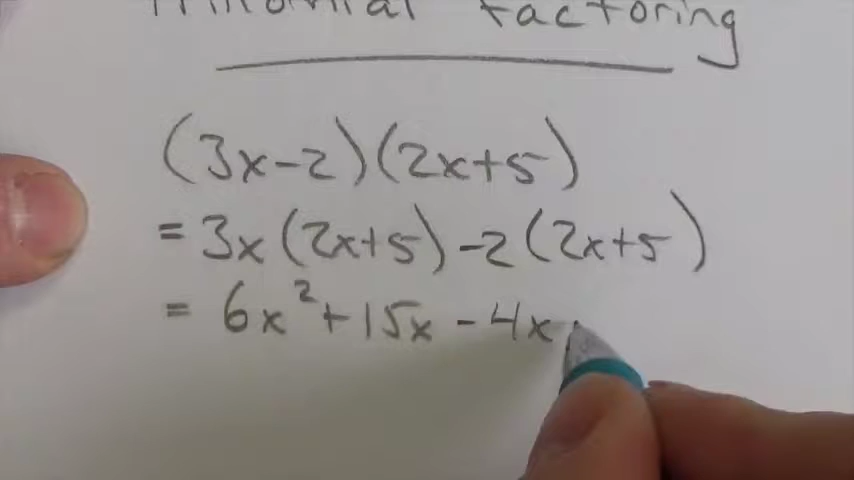 Trinomial factoring
(3x-2)(2x+5)
= 3x(2x+5)-2(2x+5)
= 6x²+15x-4x